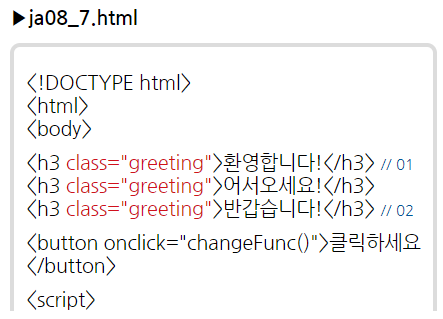 ▶ja08_7.html
<!DOCTYPE html>
<html>
<body>
<h3 class="greeting">환영합니다!</h3> // 01
<h3 class="greeting">어서오세요!</h3>
<h3 class="greeting">반갑습니다!</h3> // 02
<button onclick="changeFunc()">클릭하세요
</button>
<script>